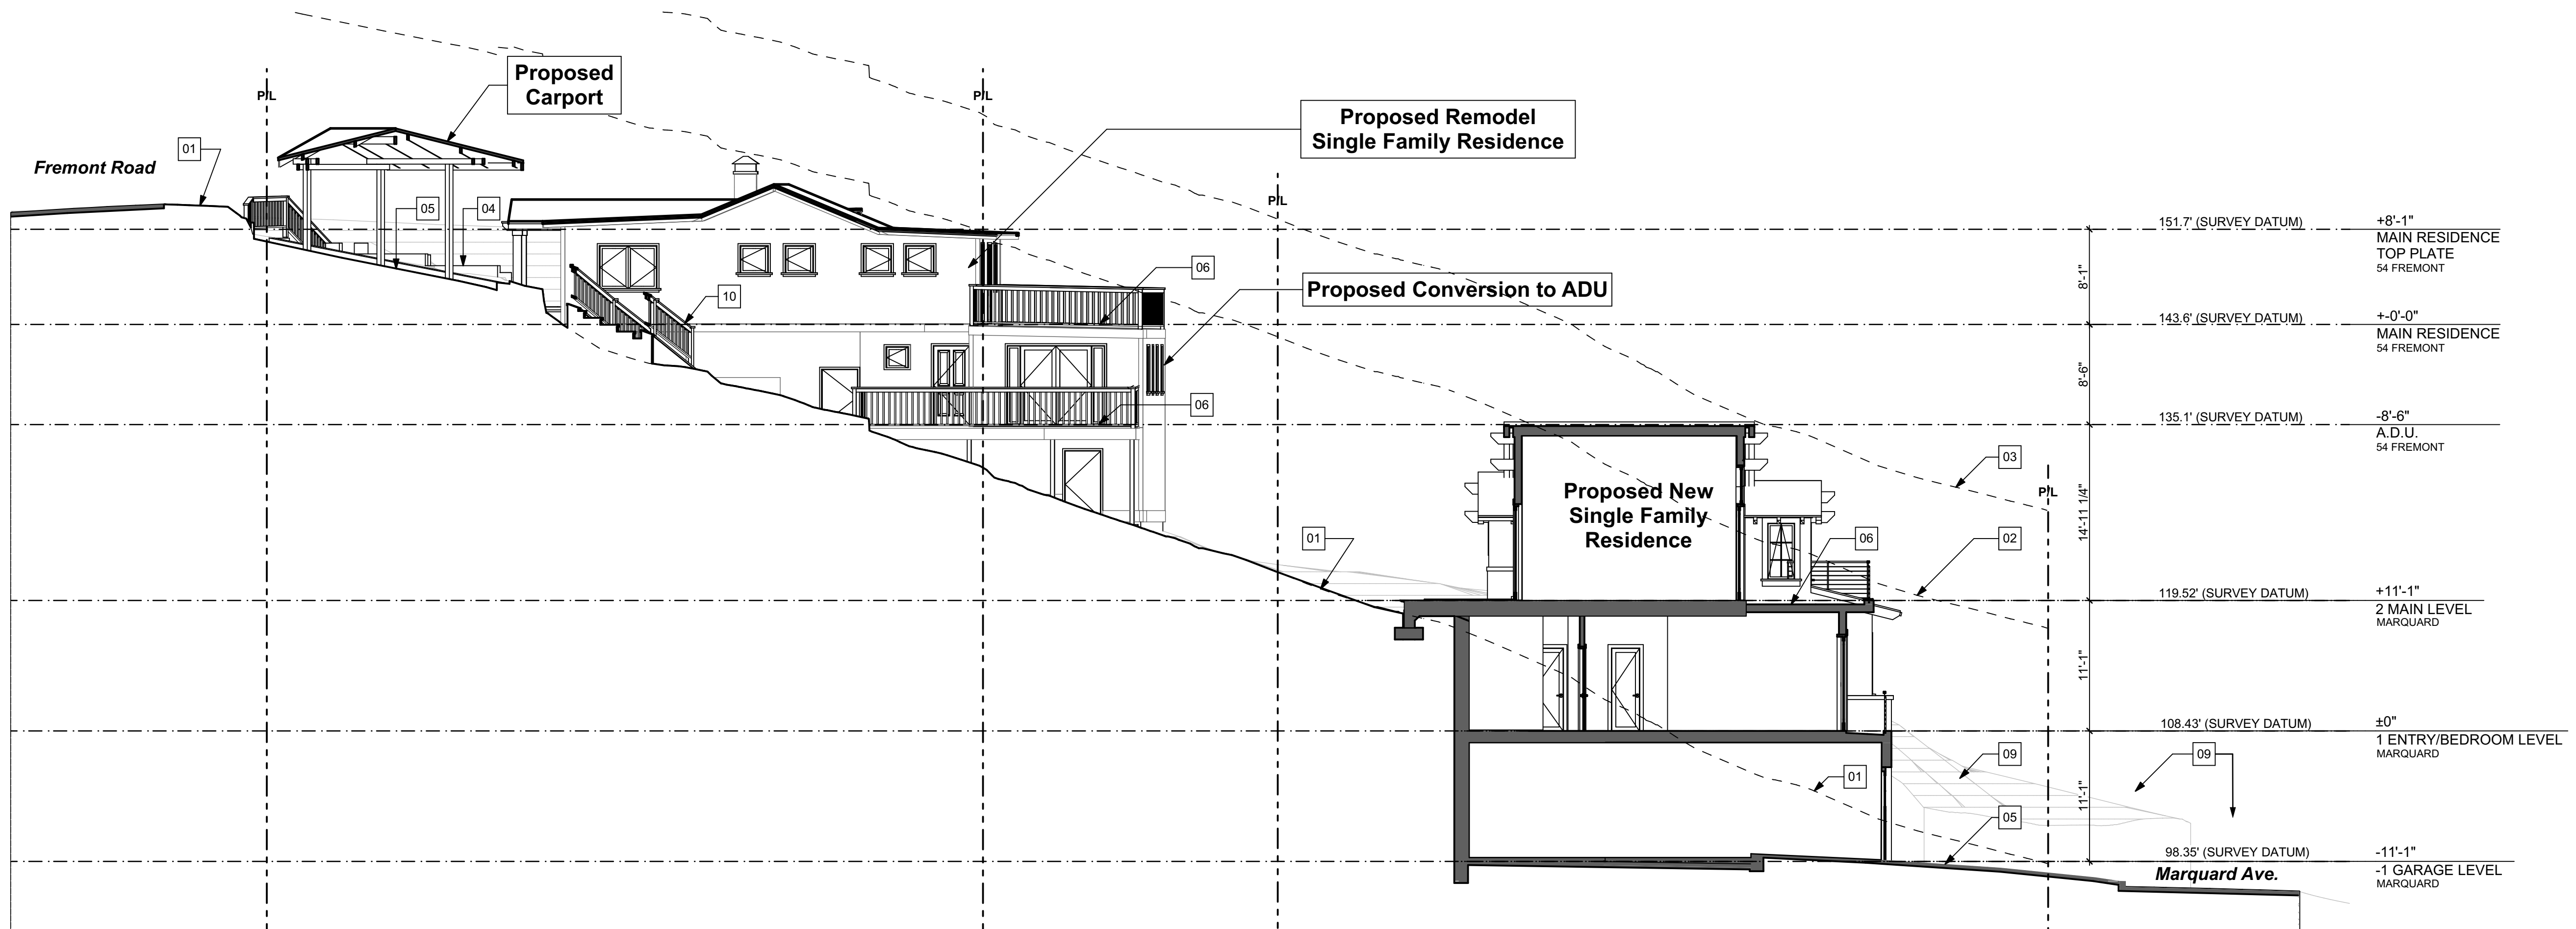 Proposed
Carport
P/L
P/L
Proposed Remodel
Single Family Residence
01
Fremont Road
05
04
P/L
151.7' (SURVEY DATUM)
+8'-1"
MAIN RESIDENCE
TOP PLATE
54 FREMONT
8'-1"
06
Proposed Conversion to ADU
10
143.6' (SURVEY DATUM)
+-0'-0"
MAIN RESIDENCE
54 FREMONT
8'-6"
06
135.1' (SURVEY DATUM)
-8'-6"
A.D.U.
54 FREMONT
03
Proposed New
Single Family
Residence
P/L
14'-11 1/4"
01
06
02
119.52' (SURVEY DATUM)
+11'-1"
2 MAIN LEVEL
MARQUARD
11'-1"
108.43' (SURVEY DATUM)
±0"
1 ENTRY/BEDROOM LEVEL
MARQUARD
09
09
01
11'-1"
05
98.35' (SURVEY DATUM)
-11'-1"
-1 GARAGE LEVEL
MARQUARD
Marquard Ave.